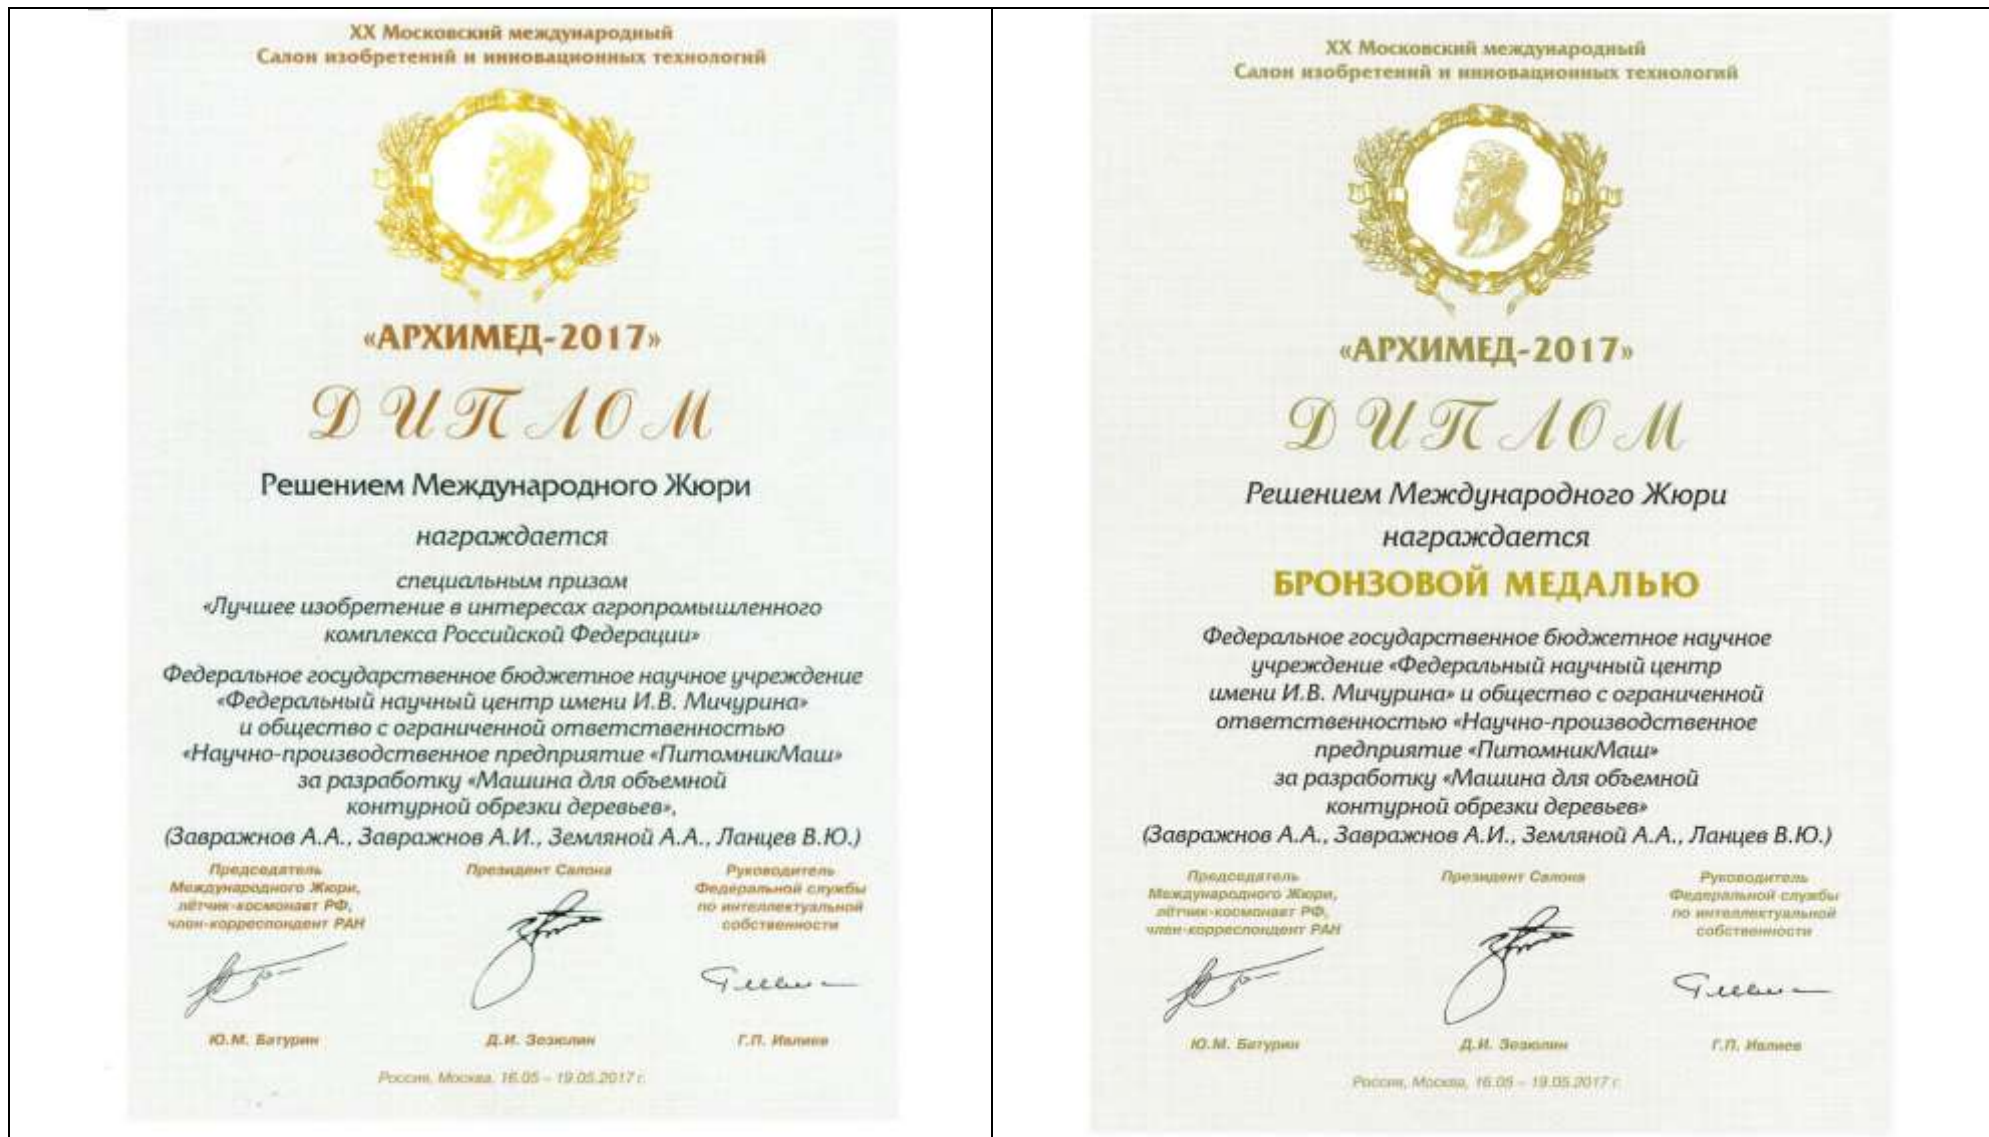 XX Московский международный
Салон изобретений и инновационных технологий
«АРХИМЕД-2017»
ДИПЛОМ
Решением Международного Жюри
награждается
специальным призом
«Лучшее изобретение в интересах агропромышленного
комплекса Российской Федерации»
Федеральное государственное бюджетное научное учреждение
«Федеральный научный центр имени И.В. Мичурина»
и общество с ограниченной ответственностью
«Научно-производственное предприятие «ПитомникМаш»
за разработку «Машина для объемной
контурной обрезки деревьев»,
(Завражнов А.А., Завражнов А.И., Земляной А.А., Ланцев В.Ю.)
Председатель
Международного Жюри,
лётчик-космонавт РФ,
член-корреспондент РАН
Президент Салона
Руководитель
Федеральной службы
по интеллектуальной
собственности
Ю.М. Батурин
Д.И. Зезюлин
Г.П. Ивлиев
Россия, Москва, 16.05 – 19.05.2017 г.
XX Московский международный
Салон изобретений и инновационных технологий
«АРХИМЕД-2017»
ДИПЛОМ
Решением Международного Жюри
награждается
БРОНЗОВОЙ МЕДАЛЬЮ
Федеральное государственное бюджетное научное
учреждение «Федеральный научный центр
имени И.В. Мичурина» и общество с ограниченной
ответственностью «Научно-производственное
предприятие «ПитомникМаш»
за разработку «Машина для объемной
контурной обрезки деревьев»
(Завражнов А.А., Завражнов А.И., Земляной А.А., Ланцев В.Ю.)
Председатель
Международного Жюри,
лётчик-космонавт РФ,
член-корреспондент РАН
Президент Салона
Руководитель
Федеральной службы
по интеллектуальной
собственности
Ю.М. Батурин
Д.И. Зезюлин
Г.П. Ивлиев
Россия, Москва, 16.05 – 19.05.2017 г.